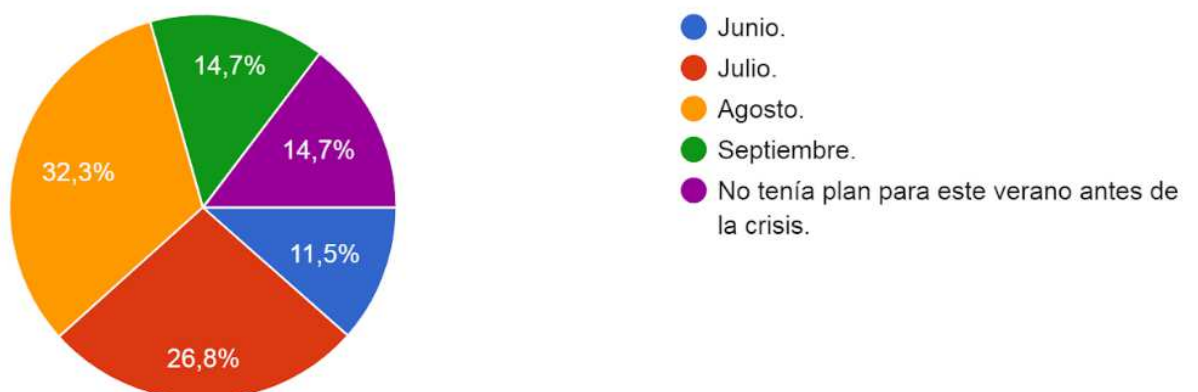 14,7%
14,7%
32,3%
11,5%
26,8%
Junio.
Julio.
Agosto.
Septiembre.
No tenía plan para este verano antes de
la crisis.